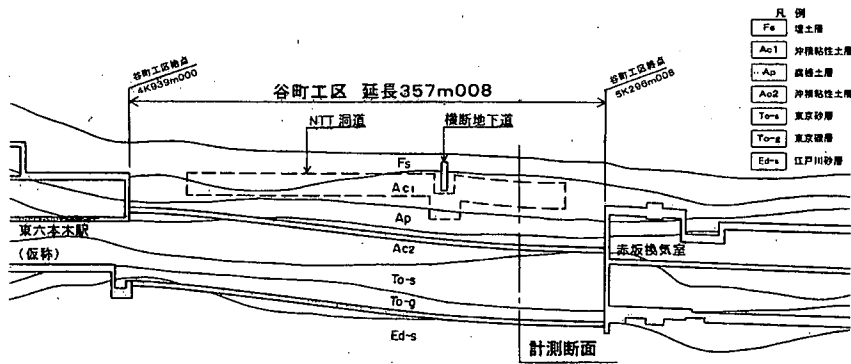 凡 例
Fs 埋土層
Ac1 沖積粘性土層
Ap 腐植土層
Ac2 沖積粘性土層
To-s 東京砂層
To-g 東京礫層
Ed-s 江戸川砂層
谷町工区始点
4K939m000
谷町工区 延長357m008
谷町工区終点
5K296m008
NTT 洞道
横断地下道
Fs
Ac1
Ap
Ac2
To-s
To-g
Ed-s
東六本木駅
(仮称)
赤坂換気室
計測断面